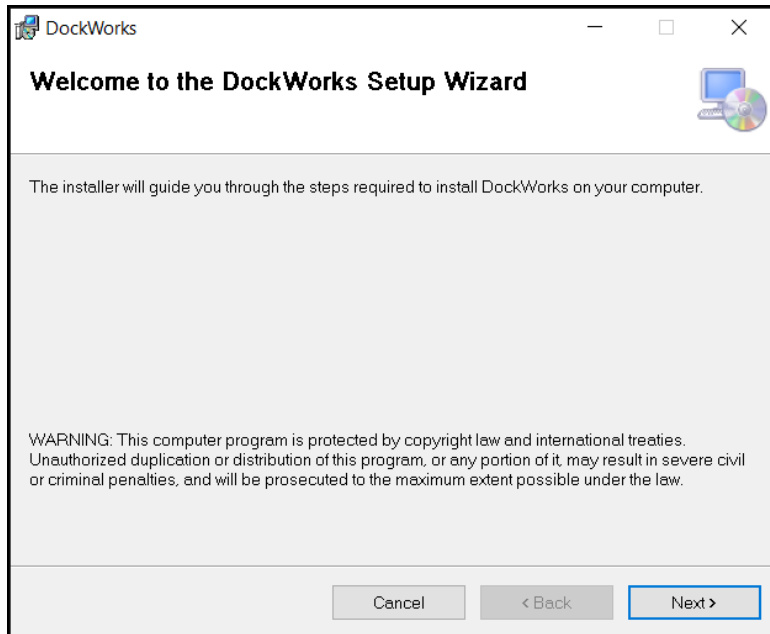 DockWorks
Welcome to the DockWorks Setup Wizard
The installer will guide you through the steps required to install DockWorks on your computer.
WARNING: This computer program is protected by copyright law and international treaties.
Unauthorized duplication or distribution of this program, or any portion of it, may result in severe civil
or criminal penalties, and will be prosecuted to the maximum extent possible under the law.
Cancel
< Back
Next >